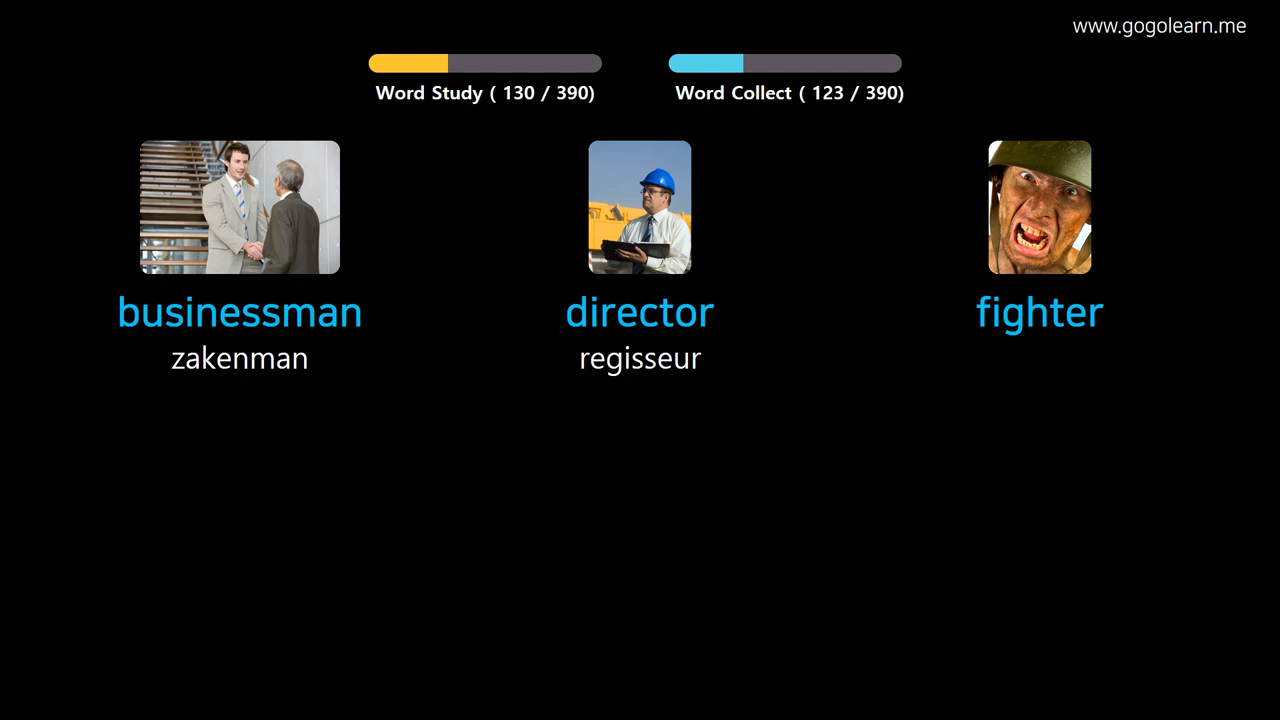 www.gogolearn.me
Word Study ( 130 / 390)
Word Collect ( 123 / 390)
businessman
director
fighter
zakenman
regisseur